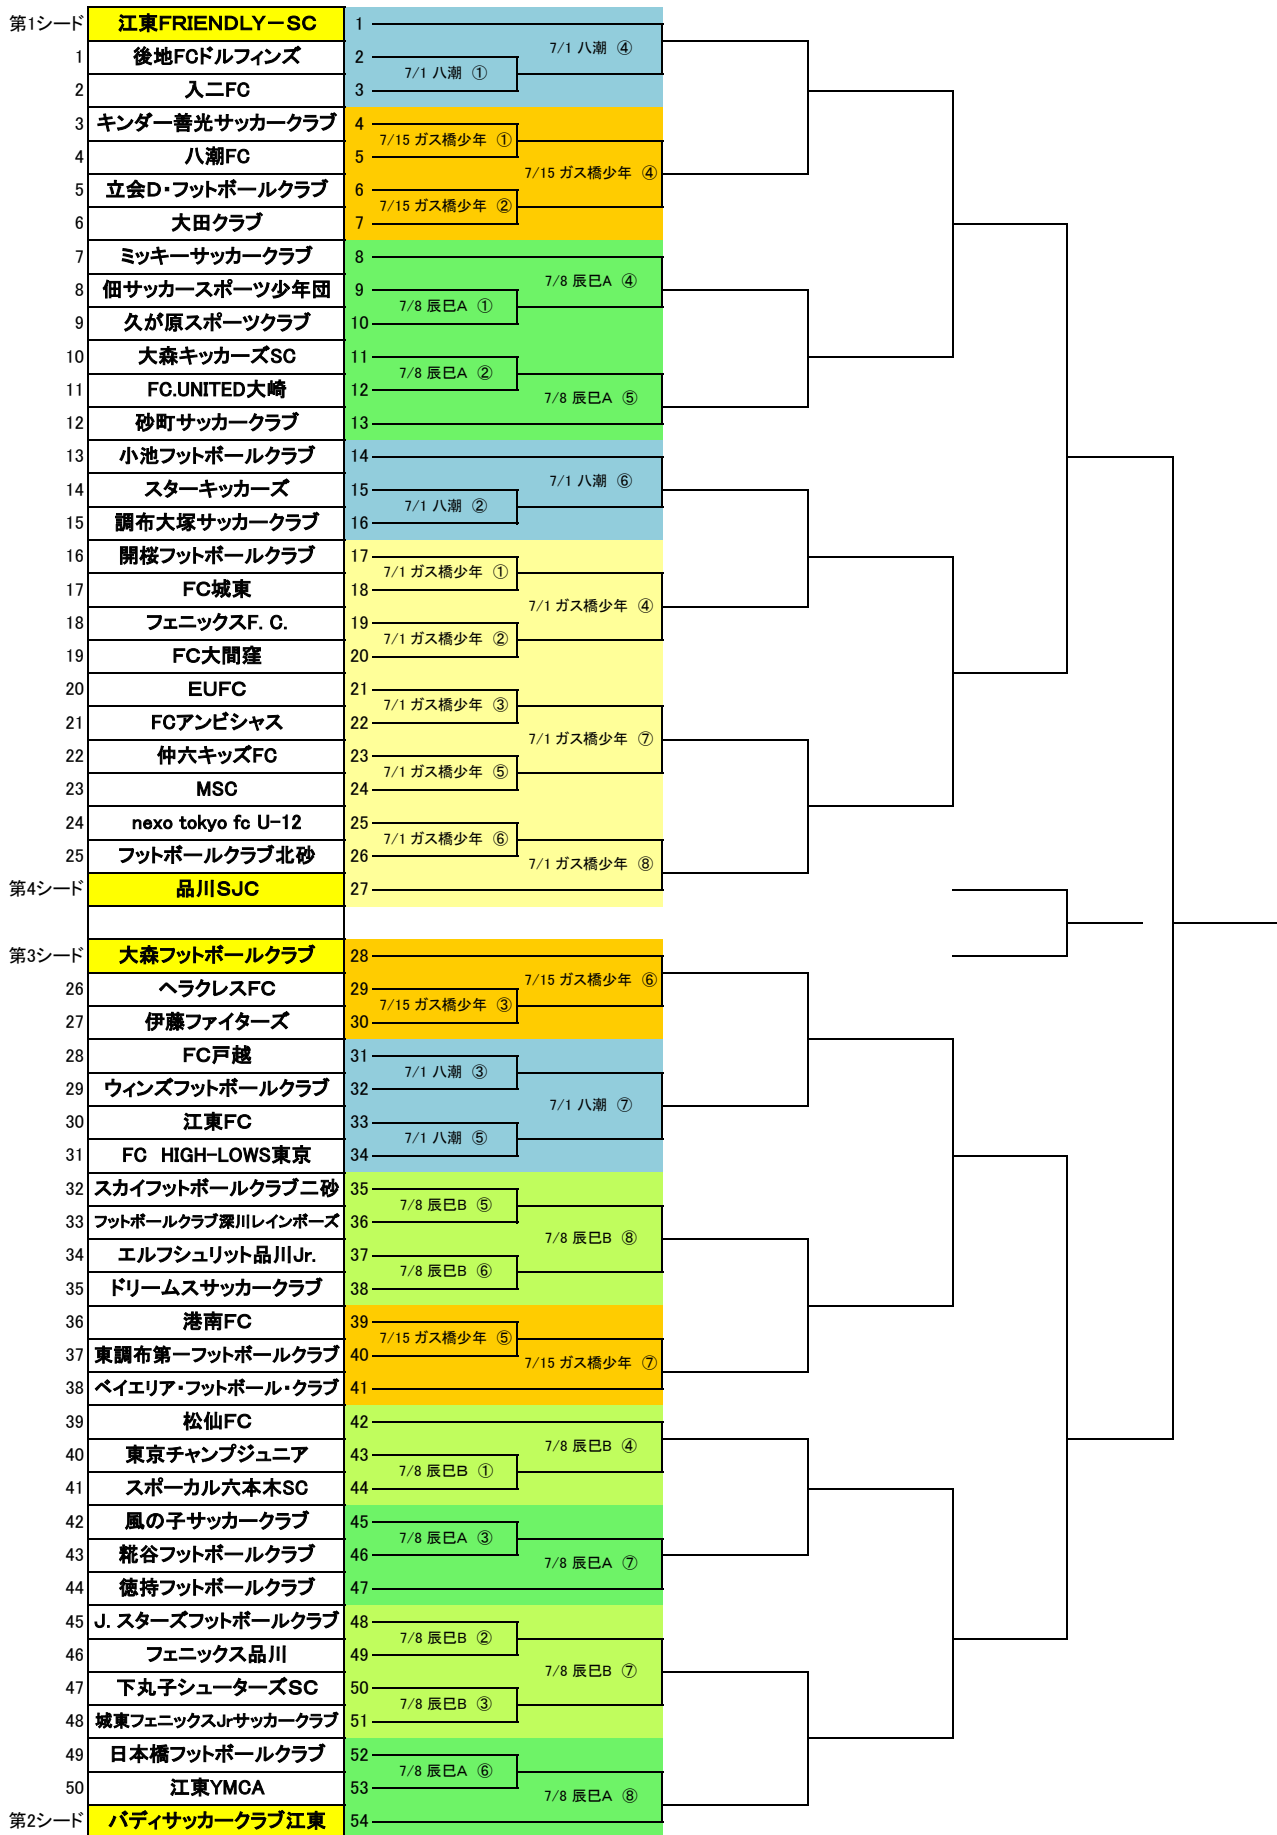 第1シード 江東FRIENDLY－SC 1
7/1 八潮 ④
1 後地FCドルフィンズ 2
7/1 八潮 ①
2 入二FC 3
3 キンダー善光サッカークラブ 4
7/15 ガス橋少年 ①
4 八潮FC 5
7/15 ガス橋少年 ④
5 立会D・フットボールクラブ 6
7/15 ガス橋少年 ②
6 大田クラブ 7
7 ミッキーサッカークラブ 8
7/8 辰巳A ④
8 佃サッカースポーツ少年団 9
7/8 辰巳A ①
9 久が原スポーツクラブ 10
10 大森キッカーズSC 11
7/8 辰巳A ②
11 FC.UNITED大崎 12
7/8 辰巳A ⑤
12 砂町サッカークラブ 13
13 小池フットボールクラブ 14
7/1 八潮 ⑥
14 スターキッカーズ 15
7/1 八潮 ②
15 調布大塚サッカークラブ 16
16 開桜フットボールクラブ 17
7/1 ガス橋少年 ①
17 FC城東 18
7/1 ガス橋少年 ④
18 フェニックスF. C. 19
7/1 ガス橋少年 ②
19 FC大間窪 20
20 EUFC 21
7/1 ガス橋少年 ③
21 FCアンビシャス 22
7/1 ガス橋少年 ⑦
22 仲六キッズFC 23
7/1 ガス橋少年 ⑤
23 MSC 24
24 nexo tokyo fc U-12 25
7/1 ガス橋少年 ⑥
25 フットボールクラブ北砂 26
7/1 ガス橋少年 ⑧
第4シード 品川SJC 27
第3シード 大森フットボールクラブ 28
7/15 ガス橋少年 ⑥
26 ヘラクレスFC 29
7/15 ガス橋少年 ③
27 伊藤ファイターズ 30
28 FC戸越 31
7/1 八潮 ③
29 ウィンズフットボールクラブ 32
7/1 八潮 ⑦
30 江東FC 33
7/1 八潮 ⑤
31 FC HIGH-LOWS東京 34
32 スカイフットボールクラブ二砂 35
7/8 辰巳B ⑤
33 フットボールクラブ深川レインボーズ 36
7/8 辰巳B ⑧
34 エルフシュリット品川Jr. 37
7/8 辰巳B ⑥
35 ドリームスサッカークラブ 38
36 港南FC 39
7/15 ガス橋少年 ⑤
37 東調布第一フットボールクラブ 40
7/15 ガス橋少年 ⑦
38 ベイエリア・フットボール・クラブ 41
39 松仙FC 42
7/8 辰巳B ④
40 東京チャンプジュニア 43
7/8 辰巳B ①
41 スポーカル六本木SC 44
42 風の子サッカークラブ 45
7/8 辰巳A ③
43 糀谷フットボールクラブ 46
7/8 辰巳A ⑦
44 徳持フットボールクラブ 47
45 J. スターズフットボールクラブ 48
7/8 辰巳B ②
46 フェニックス品川 49
7/8 辰巳B ⑦
47 下丸子シューターズSC 50
7/8 辰巳B ③
48 城東フェニックスJrサッカークラブ 51
49 日本橋フットボールクラブ 52
7/8 辰巳A ⑥
50 江東YMCA 53
7/8 辰巳A ⑧
第2シード バディサッカークラブ江東 54